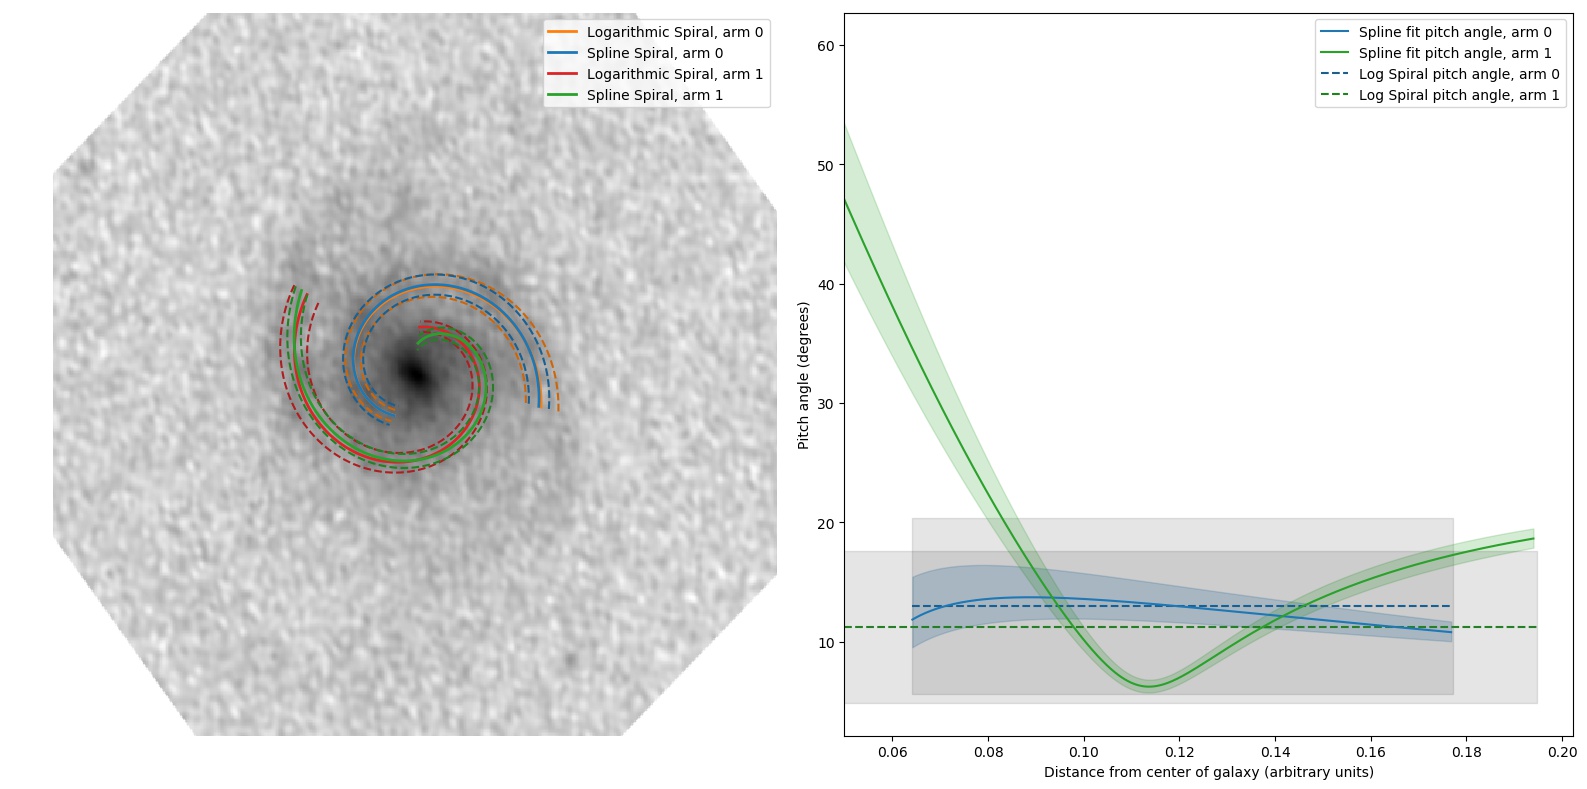 Logarithmic Spiral, arm 0
Spline Spiral, arm 0
Logarithmic Spiral, arm 1
Spline Spiral, arm 1
Spline fit pitch angle, arm 0
Spline fit pitch angle, arm 1
Log Spiral pitch angle, arm 0
Log Spiral pitch angle, arm 1
Pitch angle (degrees)
60
50
40
30
20
10
0.06 0.08 0.10 0.12 0.14 0.16 0.18 0.20
Distance from center of galaxy (arbitrary units)